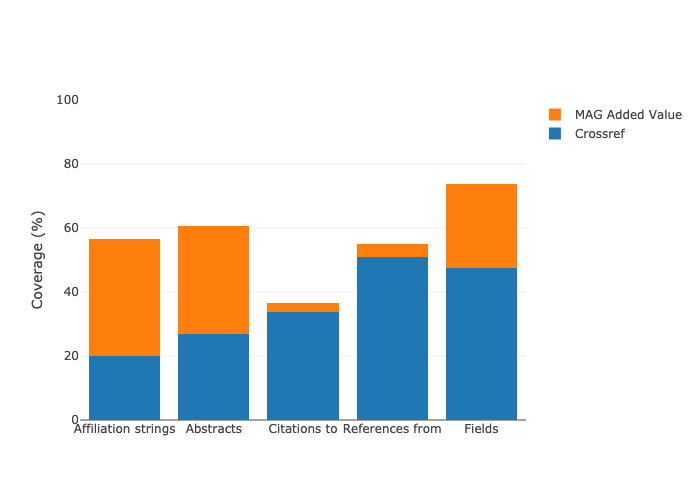 100
80
60
40
20
0
Coverage (%)
Affiliation strings
Abstracts
Citations to
References from
Fields
MAG Added Value
Crossref